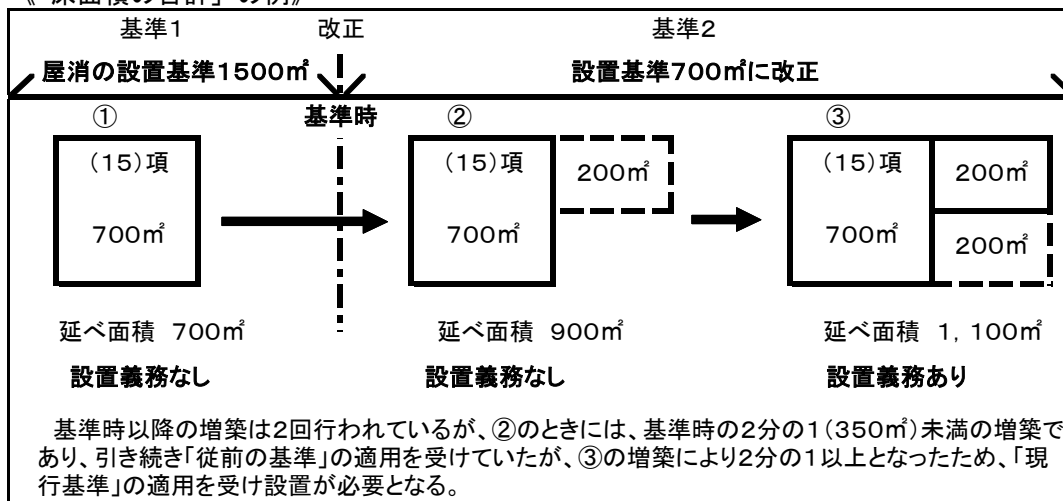 《「床面積の合計」の例》
基準1 改正 基準2
屋消の設置基準1500㎡ 設置基準700㎡に改正
① 基準時 ② ③
(15)項 (15)項 200㎡ (15)項 200㎡
700㎡ 700㎡ 700㎡ 200㎡
延べ面積 700㎡ 延べ面積 900㎡ 延べ面積 1,100㎡
設置義務なし 設置義務なし 設置義務あり
基準時以降の増築は2回行われているが、②のときには、基準時の2分の1(350㎡)未満の増築で
あり、引き続き「従前の基準」の適用を受けていたが、③の増築により2分の1以上となったため、「現
行基準」の適用を受け設置が必要となる。